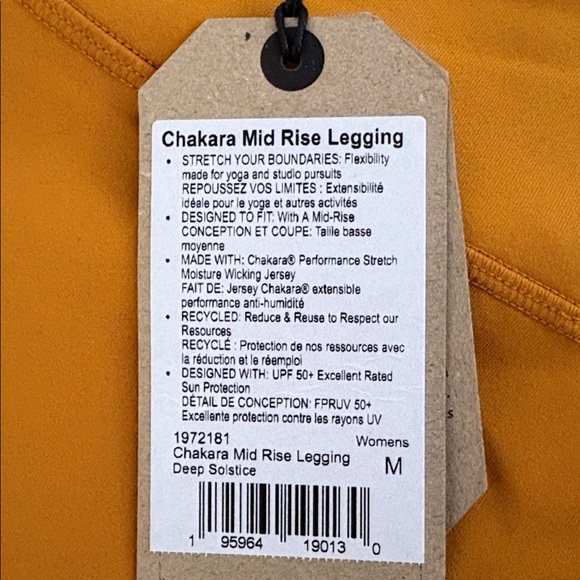 Chakara Mid Rise Legging
• STRETCH YOUR BOUNDARIES: Flexibility
made for yoga and studio pursuits
REPOUSSEZ VOS LIMITES : Extensibilité
idéale pour le yoga et autres activités
• DESIGNED TO FIT: With A Mid-Rise
CONCEPTION ET COUPE: Taille basse
moyenne
• MADE WITH: Chakara® Performance Stretch
Moisture Wicking Jersey
FAIT DE: Jersey Chakara® extensible
performance anti-humidité
• RECYCLED: Reduce & Reuse to Respect our
Resources
RECYCLÉ : Protection de nos ressources avec
la réduction et le réemploi
• DESIGNED WITH: UPF 50+ Excellent Rated
Sun Protection
DÉTAIL DE CONCEPTION: FPRUV 50+
Excellente protection contre les rayons UV
1972181 Womens
Chakara Mid Rise Legging M
Deep Solstice
1 95964 19013 0